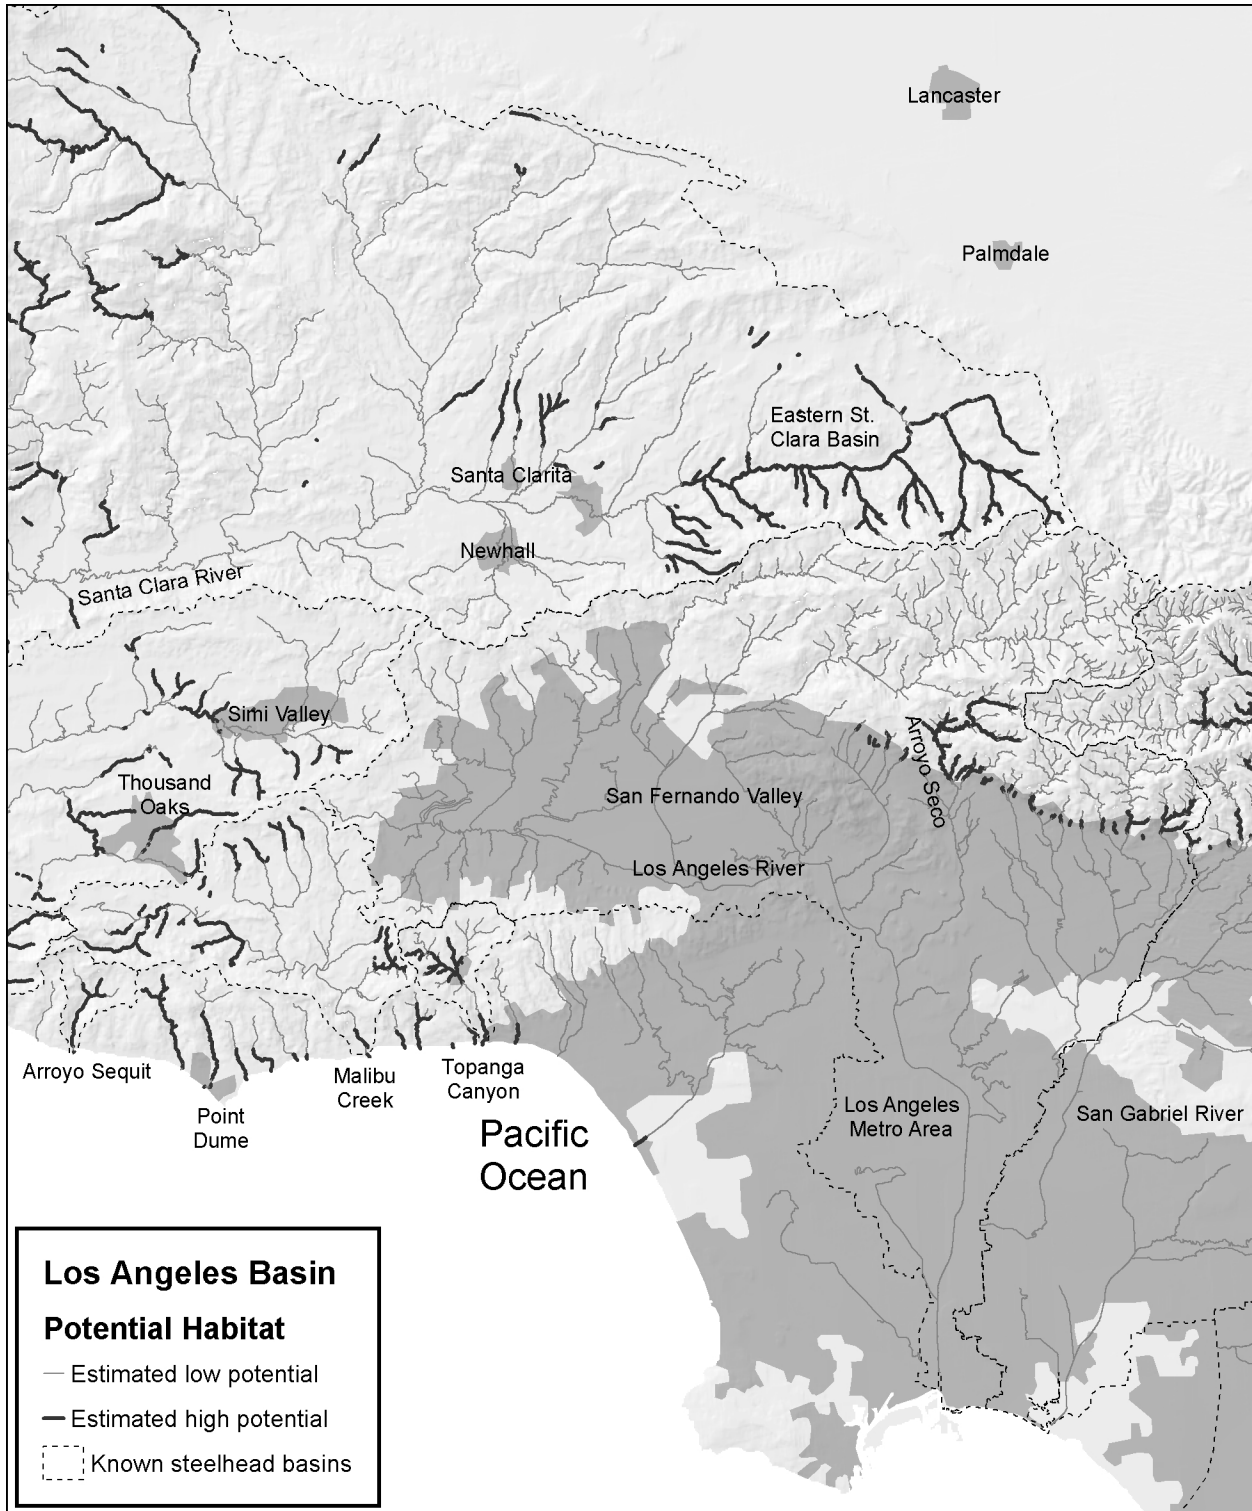 Lancaster
Palmdale
Eastern St.
Clara Basin
Santa Clarita
Newhall
Santa Clara River
Simi Valley
Arroyo Seco
Thousand
Oaks
San Fernando Valley
Los Angeles River
Arroyo Sequit
Malibu
Creek
Topanga
Canyon
Point
Dume
Los Angeles
Metro Area
San Gabriel River
Pacific
Ocean
Los Angeles Basin
Potential Habitat
Estimated low potential
Estimated high potential
Known steelhead basins